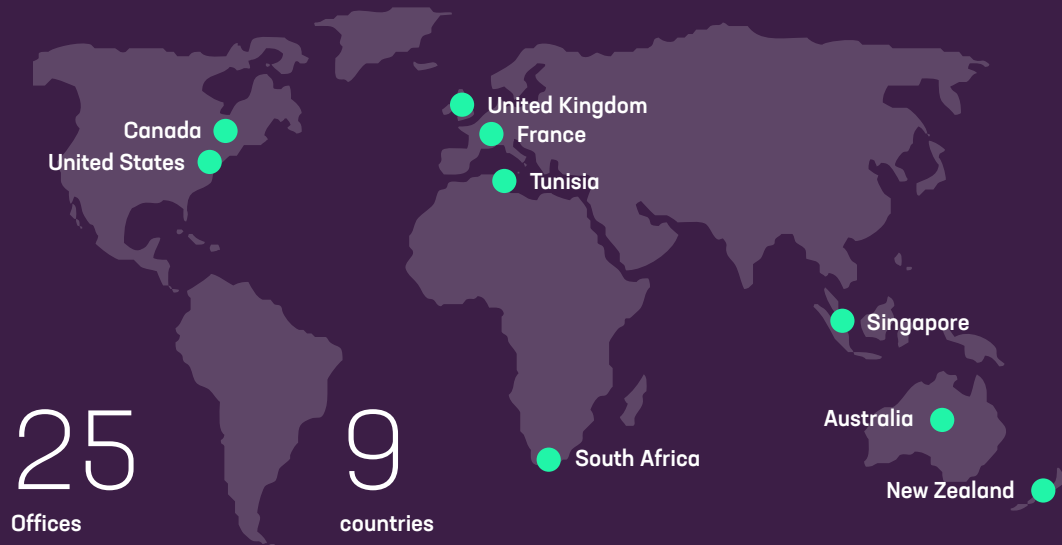 United Kingdom
Canada
France
United States
Tunisia
Singapore
Australia
South Africa
New Zealand
25
Offices
9
countries